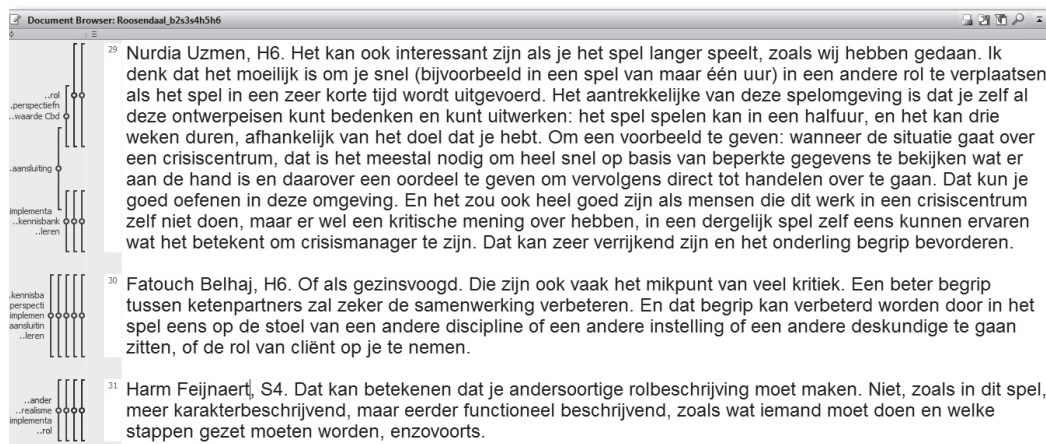 Document Browser: Roosendaal_b2s3s4h5h6
29 Nurdia Uzmen, H6. Het kan ook interessant zijn als je het spel langer speelt, zoals wij hebben gedaan. Ik
denk dat het moeilijk is om je snel (bijvoorbeeld in een spel van maar één uur) in een andere rol te verplaatsen
..rol
als het spel in een zeer korte tijd wordt uitgevoerd. Het aantrekkelijke van deze spelomgeving is dat je zelf al
.perspectiefn
..waarde Cbd
deze ontwerpeisen kunt bedenken en kunt uitwerken: het spel spelen kan in een halfuur, en het kan drie
weken duren, afhankelijk van het doel dat je hebt. Om een voorbeeld te geven: wanneer de situatie gaat over
.aansluiting
een crisiscentrum, dat is het meestal nodig om heel snel op basis van beperkte gegevens te bekijken wat er
aan de hand is en daarover een oordeel te geven om vervolgens direct tot handelen over te gaan. Dat kun je
implementa
goed oefenen in deze omgeving. En het zou ook heel goed zijn als mensen die dit werk in een crisiscentrum
..kennisbank
..leren
zelf niet doen, maar er wel een kritische mening over hebben, in een dergelijk spel zelf eens kunnen ervaren
wat het betekent om crisismanager te zijn. Dat kan zeer verrijkend zijn en het onderling begrip bevorderen.
30 Fatouch Belhaj, H6. Of als gezinsvoogd. Die zijn ook vaak het mikpunt van veel kritiek. Een beter begrip
.kennisba
perspecti
tussen ketenpartners zal zeker de samenwerking verbeteren. En dat begrip kan verbeterd worden door in het
implemen
aansluitin
spel eens op de stoel van een andere discipline of een andere instelling of een andere deskundige te gaan
..leren
zitten, of de rol van cliënt op je te nemen.
31 Harm Feijnaert, S4. Dat kan betekenen dat je andersoortige rolbeschrijving moet maken. Niet, zoals in dit spel,
..ander
..realisme
meer karakterbeschrijvend, maar eerder functioneel beschrijvend, zoals wat iemand moet doen en welke
implementa
..rol
stappen gezet moeten worden, enzovoorts.